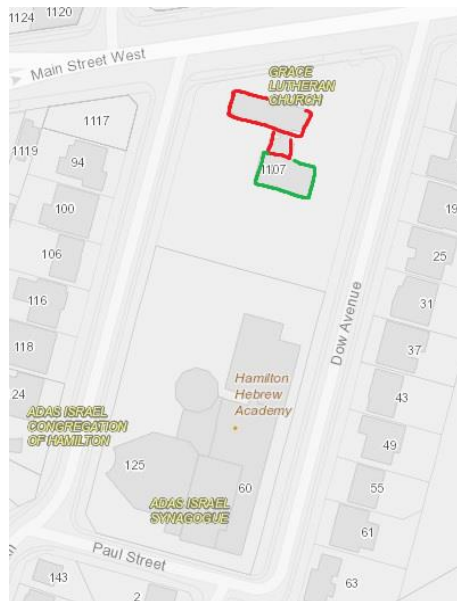 1124
1120
Main Street West
GRACE
LUTHERAN
CHURCH
1117
1119
94
1107
100
19
106
25
116
31
118
Dow Avenue
37
24
Hamilton
Hebrew
Academy
43
ADAS ISRAEL
CONGREGATION
OF HAMILTON
49
125
60
55
ADAS ISRAEL
SYNAGOGUE
61
Paul Street
143
2
63